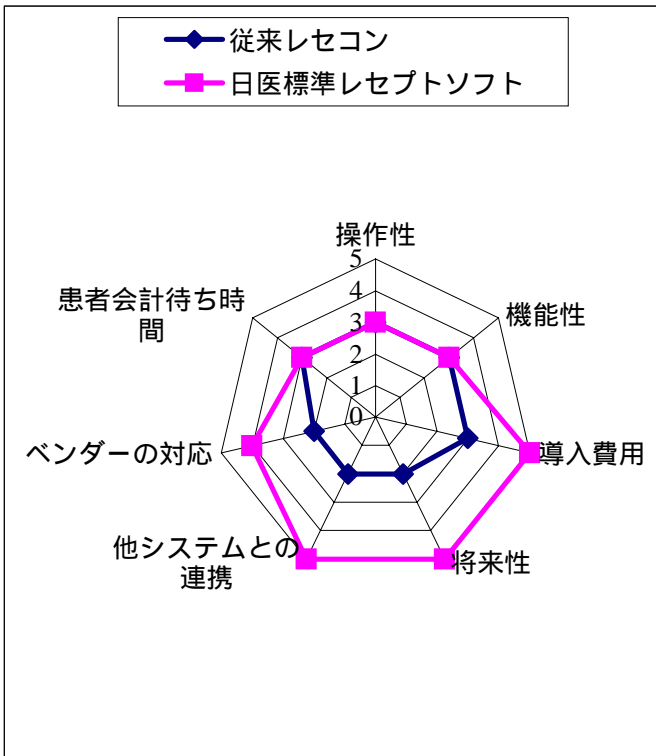 従来レセコン
日医標準レセプトソフト
操作性
5
4
3
2
1
0
機能性
導入費用
将来性
他システムとの
連携
ベンダーの対応
患者会計待ち時
間